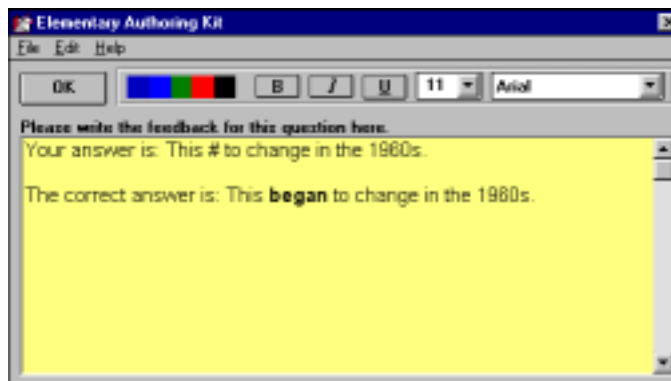 Elementary Authoring Kit
File Edit Help
OK B I U 11 Arial
Please write the feedback for this question here.
Your answer is: This # to change in the 1960s.
The correct answer is: This began to change in the 1960s.